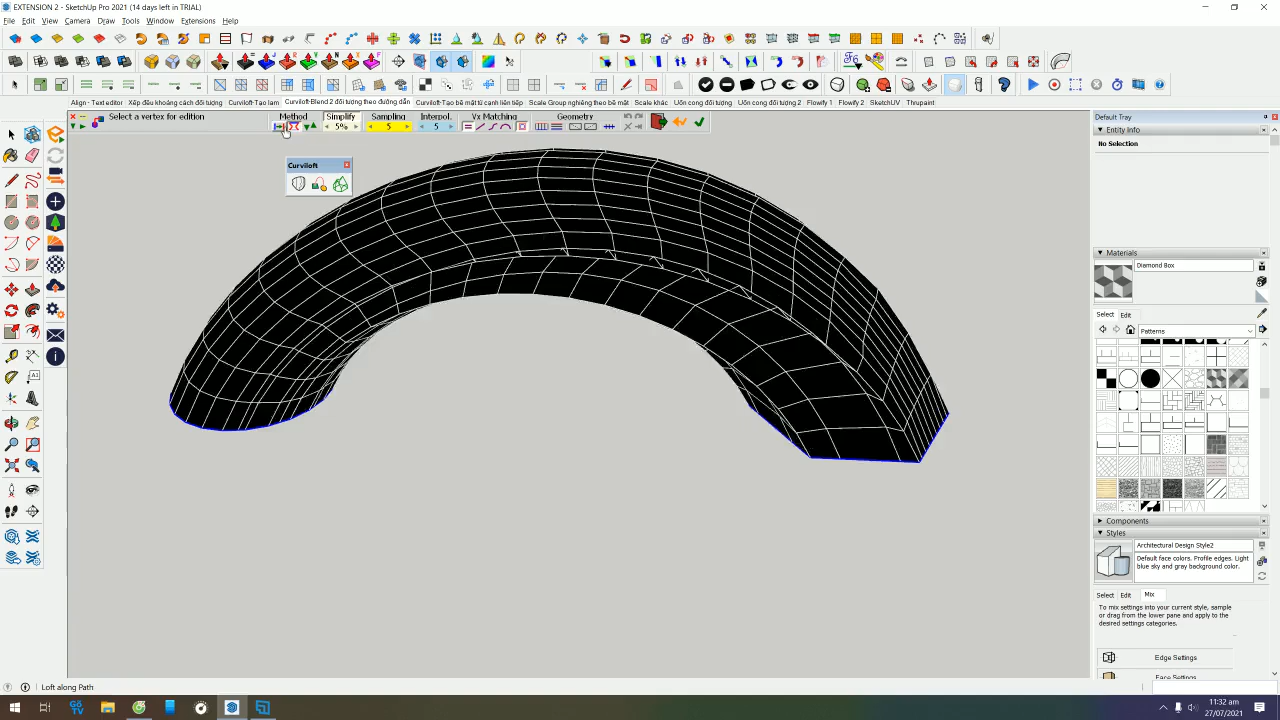 EXTENSION 2 - SketchUp Pro 2021 (14 days left in TRIAL)
File Edit View Camera Draw Tools Window Extensions Help
Align - Text editor
Xếp đều khoảng cách đối tượng
Curviloft-Tạo lam
Curviloft-Blend 2 đối tượng theo đường dẫn
Curviloft-Tạo bề mặt từ cạnh liên tiếp
Scale Group nghiêng theo bề mặt
Scale khác
Uốn cong đối tượng
Uốn cong đối tượng 2
Flowify 1
Flowify 2
SketchUV
Thrupaint
Select a vertex for edition
Method
Simplify
5%
Sampling
5
Interpol.
5
Vx Matching
Geometry
Curviloft
Default Tray
Entity Info
No Selection
Materials
Diamond Box
Select Edit
Patterns
Components
Styles
Architectural Design Style2
Default face colors. Profile edges. Light
blue sky and gray background color.
Select Edit Mix
To mix settings into your current style, sample
or drag from the lower pane and apply to the
desired settings categories.
Edge Settings
Face Settings
Loft along Path
11:32 am
27/07/2021